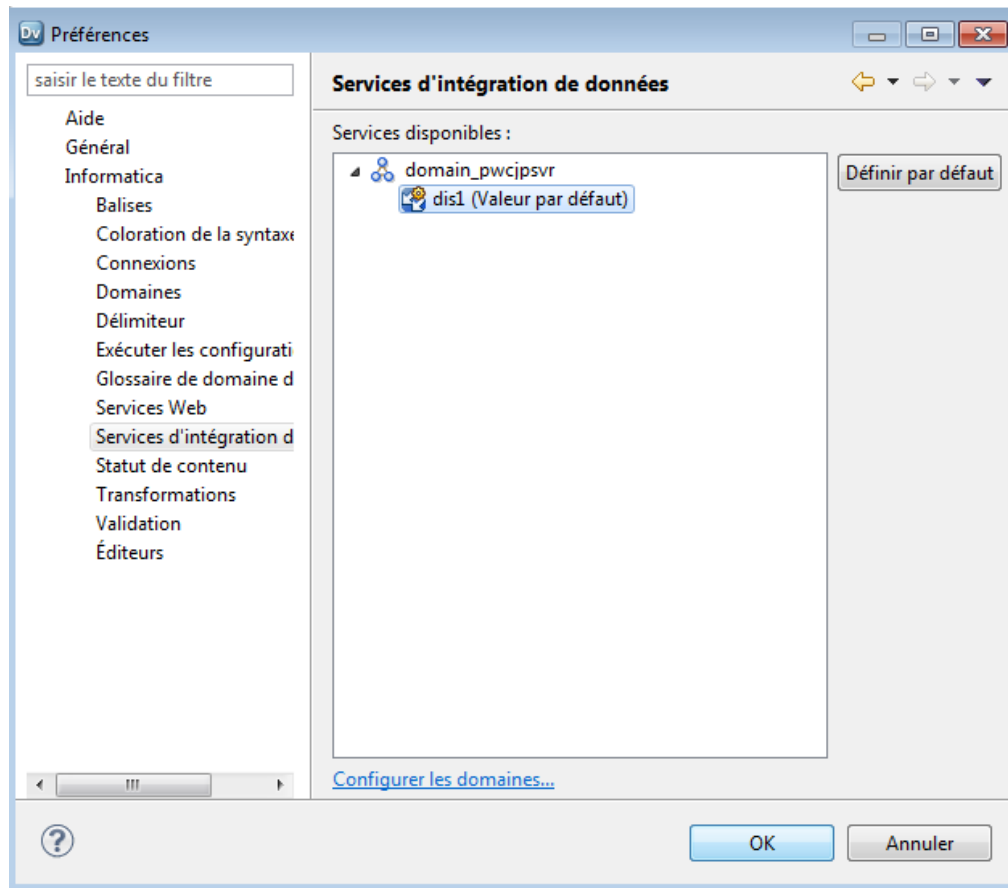 Dv Préférences
saisir le texte du filtre
Aide
Général
Informatica
Balises
Coloration de la syntaxe
Connexions
Domaines
Délimiteur
Exécuter les configurati
Glossaire de domaine d
Services Web
Services d'intégration d
Statut de contenu
Transformations
Validation
Éditeurs
Services d'intégration de données
Services disponibles :
domain_pwcjpsvr
dis1 (Valeur par défaut)
Définir par défaut
Configurer les domaines...
?
OK
Annuler